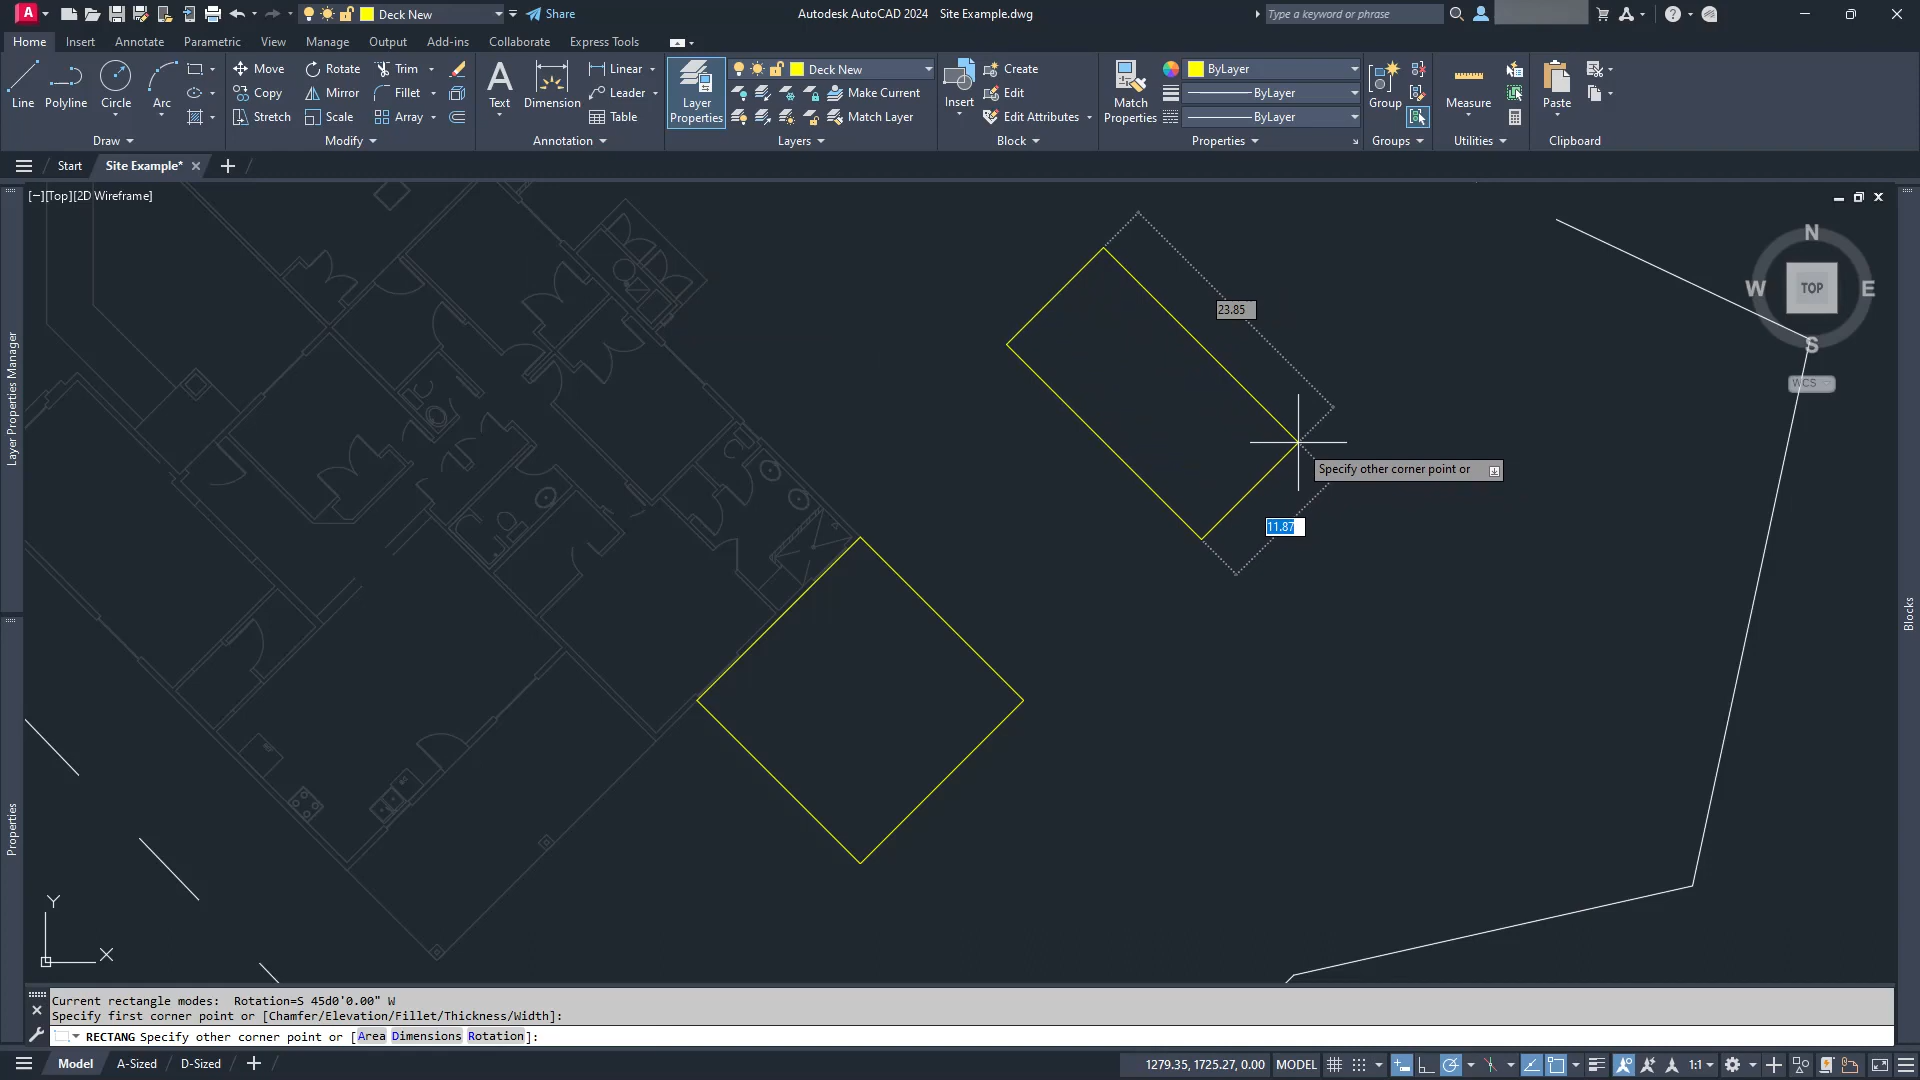 A Deck New Share Autodesk AutoCAD 2024 Site Example.dwg Type a keyword or phrase
Home Insert Annotate Parametric View Manage Output Add-ins Collaborate Express Tools
Line Polyline Circle Arc
Draw
Move Rotate Trim
Copy Mirror Fillet
Stretch Scale Array
Modify
Text Dimension
Linear
Leader
Table
Annotation
Layer
Properties
Deck New
Make Current
Match Layer
Layers
Insert
Create
Edit
Edit Attributes
Block
Match
Properties
ByLayer
ByLayer
ByLayer
Properties
Group
Groups
Measure
Utilities
Paste
Clipboard
Start Site Example*
[−][Top][2D Wireframe]
N
W TOP E
S
WCS
23.85
Specify other corner point or
11.87
Layer Properties Manager
Properties
Blocks
Y
X
Current rectangle modes:  Rotation=S 45d0'0.00" W
Specify first corner point or [Chamfer/Elevation/Fillet/Thickness/Width]:
RECTANG Specify other corner point or [Area Dimensions Rotation]:
Model A-Sized D-Sized
1279.35, 1725.27, 0.00 MODEL 1:1